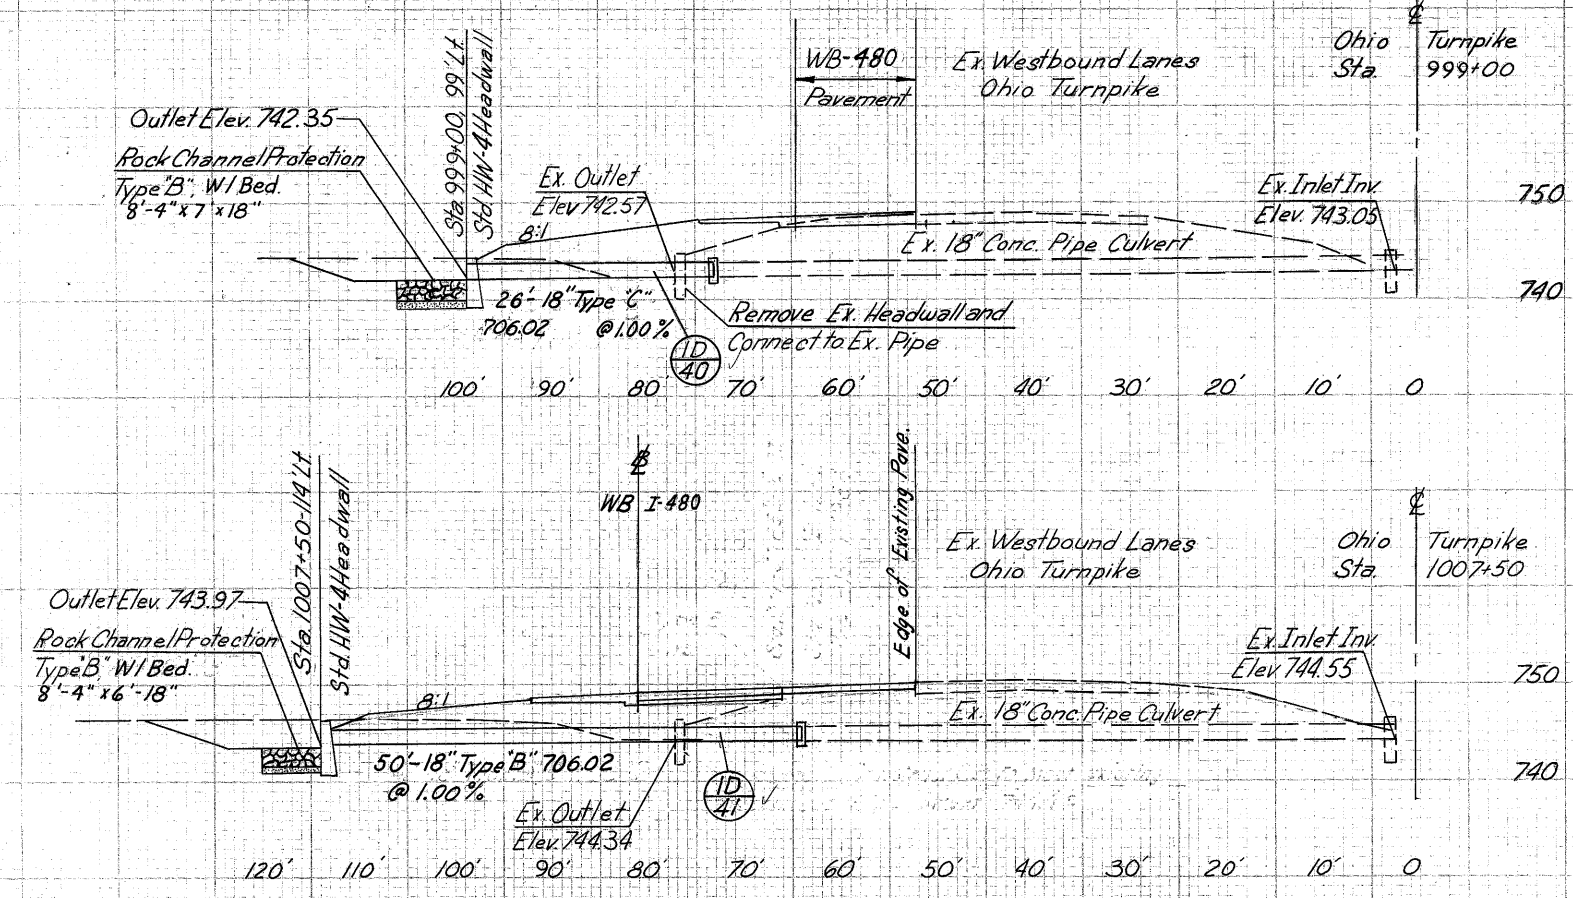 ℄
Ohio Turnpike
Sta. 999+00
WB-480
Pavement
Ex. Westbound Lanes
Ohio Turnpike
Sta. 999+00, 99' Lt.
Std. HW-4 Headwall
Outlet Elev. 742.35
Rock Channel Protection
Type "B", W/ Bed.
8'-4" x 7' x 18"
Ex. Outlet
Elev 742.57
8:1
Ex. Inlet Inv.
Elev. 743.05
750
Ex. 18" Conc. Pipe Culvert
740
26'-18" Type "C"
706.02 @ 1.00%
Remove Ex. Headwall and
Connect to Ex. Pipe
1D
40
100' 90' 80' 70' 60' 50' 40' 30' 20' 10' 0
Sta. 1007+50-114' Lt.
Std. HW-4 Headwall
WB I-480
Edge of Existing Pave.
Ex. Westbound Lanes
Ohio Turnpike
℄
Ohio Turnpike
Sta. 1007+50
Outlet Elev. 743.97
Rock Channel Protection
Type "B" W/ Bed.
8'-4" x 6'-18"
8:1
Ex. Inlet Inv.
Elev 744.55
750
Ex. 18" Conc. Pipe Culvert
50'-18" Type "B" 706.02
@ 1.00%
740
1D
41
Ex. Outlet
Elev. 744.34
120' 110' 100' 90' 80' 70' 60' 50' 40' 30' 20' 10' 0